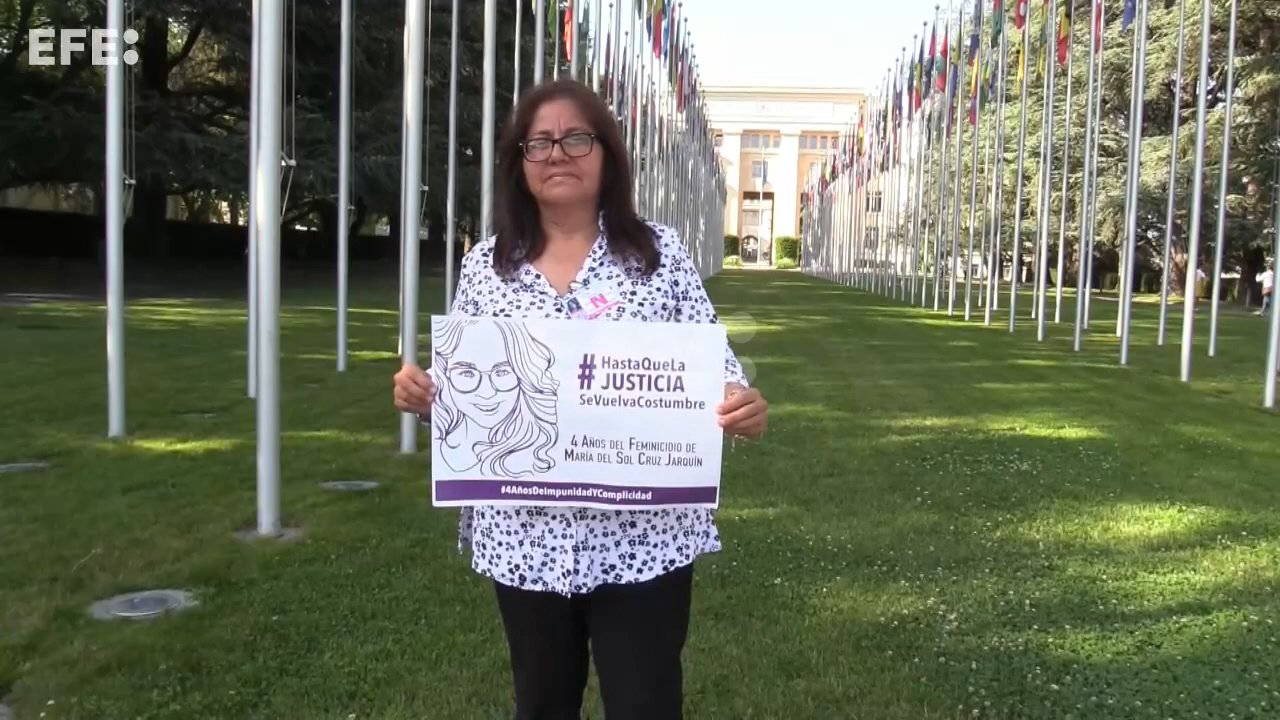 EFE:
# HastaQueLa
JUSTICIA
SeVuelvaCostumbre
4 Años del Feminicidio de
María del Sol Cruz Jarquín
#4AñosDeImpunidadYComplicidad
N